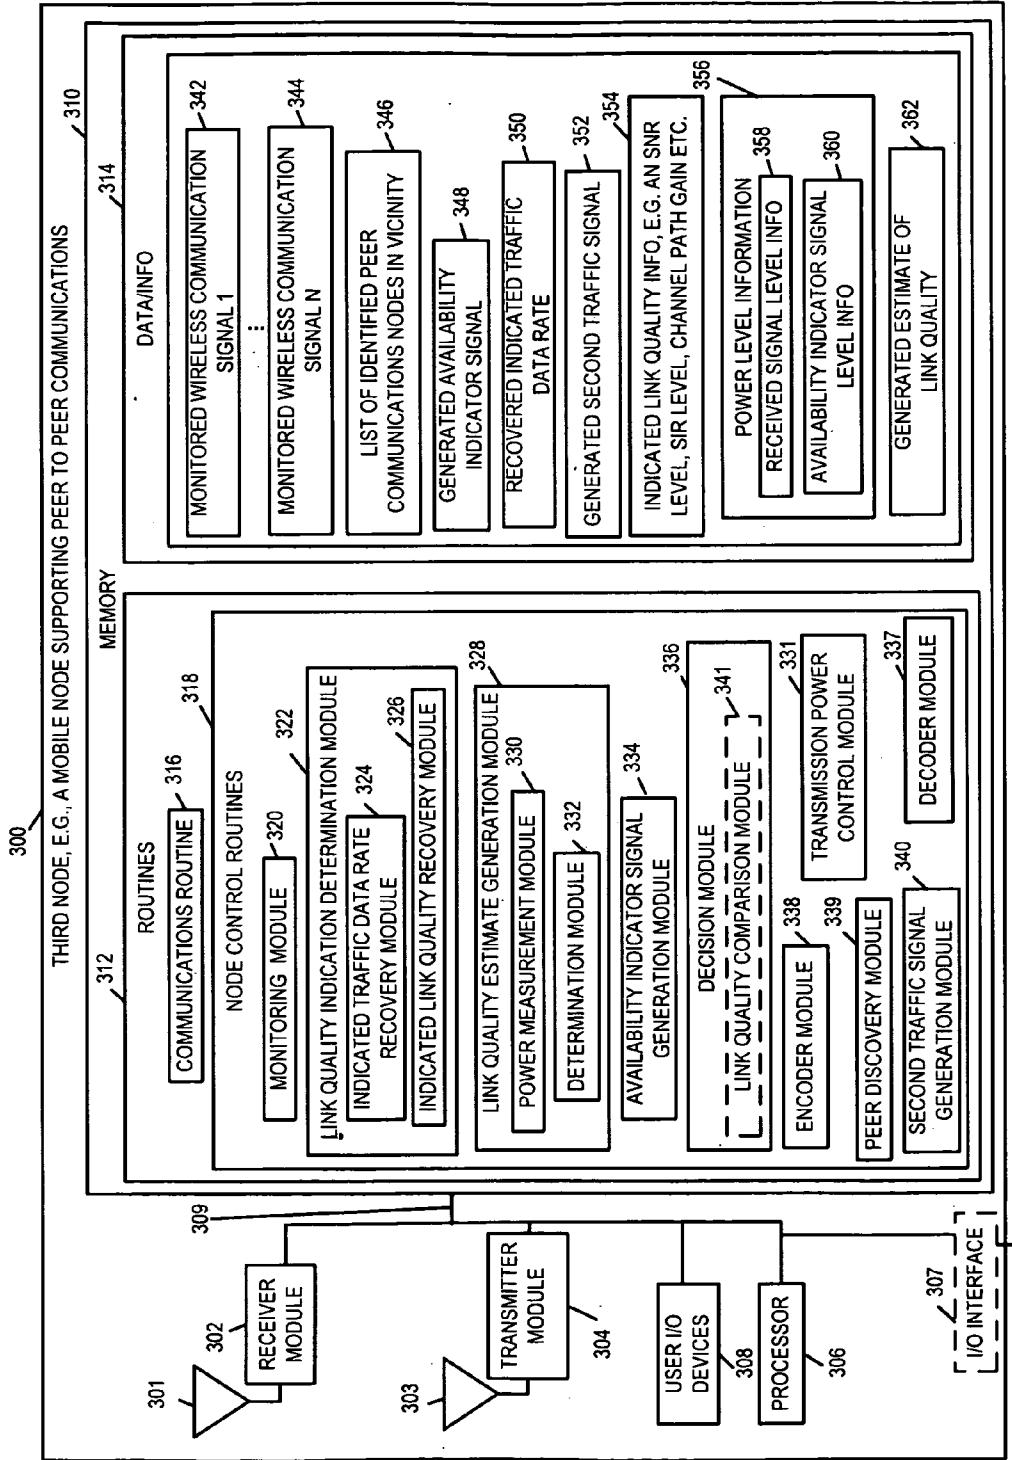 300
THIRD NODE, E.G., A MOBILE NODE SUPPORTING PEER TO PEER COMMUNICATIONS
301
302
RECEIVER
MODULE
303
TRANSMITTER
MODULE
304
USER I/O
DEVICES
308
PROCESSOR
306
307
I/O INTERFACE
309
MEMORY
310
312
ROUTINES
COMMUNICATIONS ROUTINE
316
318
NODE CONTROL ROUTINES
MONITORING MODULE
320
322
LINK QUALITY INDICATION DETERMINATION MODULE
INDICATED TRAFFIC DATA RATE
RECOVERY MODULE
324
326
INDICATED LINK QUALITY RECOVERY MODULE
328
LINK QUALITY ESTIMATE GENERATION MODULE
POWER MEASUREMENT MODULE
330
DETERMINATION MODULE
332
AVAILABILITY INDICATOR SIGNAL
GENERATION MODULE
334
336
DECISION MODULE
LINK QUALITY COMPARISON MODULE
341
ENCODER MODULE
338
TRANSMISSION POWER
CONTROL MODULE
331
PEER DISCOVERY MODULE
339
SECOND TRAFFIC SIGNAL
GENERATION MODULE
340
DECODER MODULE
337
314
DATA/INFO
MONITORED WIRELESS COMMUNICATION
SIGNAL 1
342
...
MONITORED WIRELESS COMMUNICATION
SIGNAL N
344
LIST OF IDENTIFIED PEER
COMMUNICATIONS NODES IN VICINITY
346
GENERATED AVAILABILITY
INDICATOR SIGNAL
348
RECOVERED INDICATED TRAFFIC
DATA RATE
350
GENERATED SECOND TRAFFIC SIGNAL
352
INDICATED LINK QUALITY INFO, E.G. AN SNR
LEVEL, SIR LEVEL, CHANNEL PATH GAIN ETC.
354
356
POWER LEVEL INFORMATION
RECEIVED SIGNAL LEVEL INFO
358
AVAILABILITY INDICATOR SIGNAL
LEVEL INFO
360
GENERATED ESTIMATE OF
LINK QUALITY
362